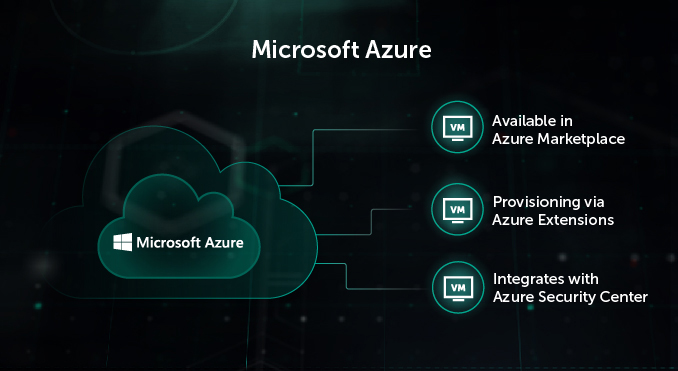 Microsoft Azure
Microsoft Azure
VM
Available in
Azure Marketplace
VM
Provisioning via
Azure Extensions
VM
Integrates with
Azure Security Center